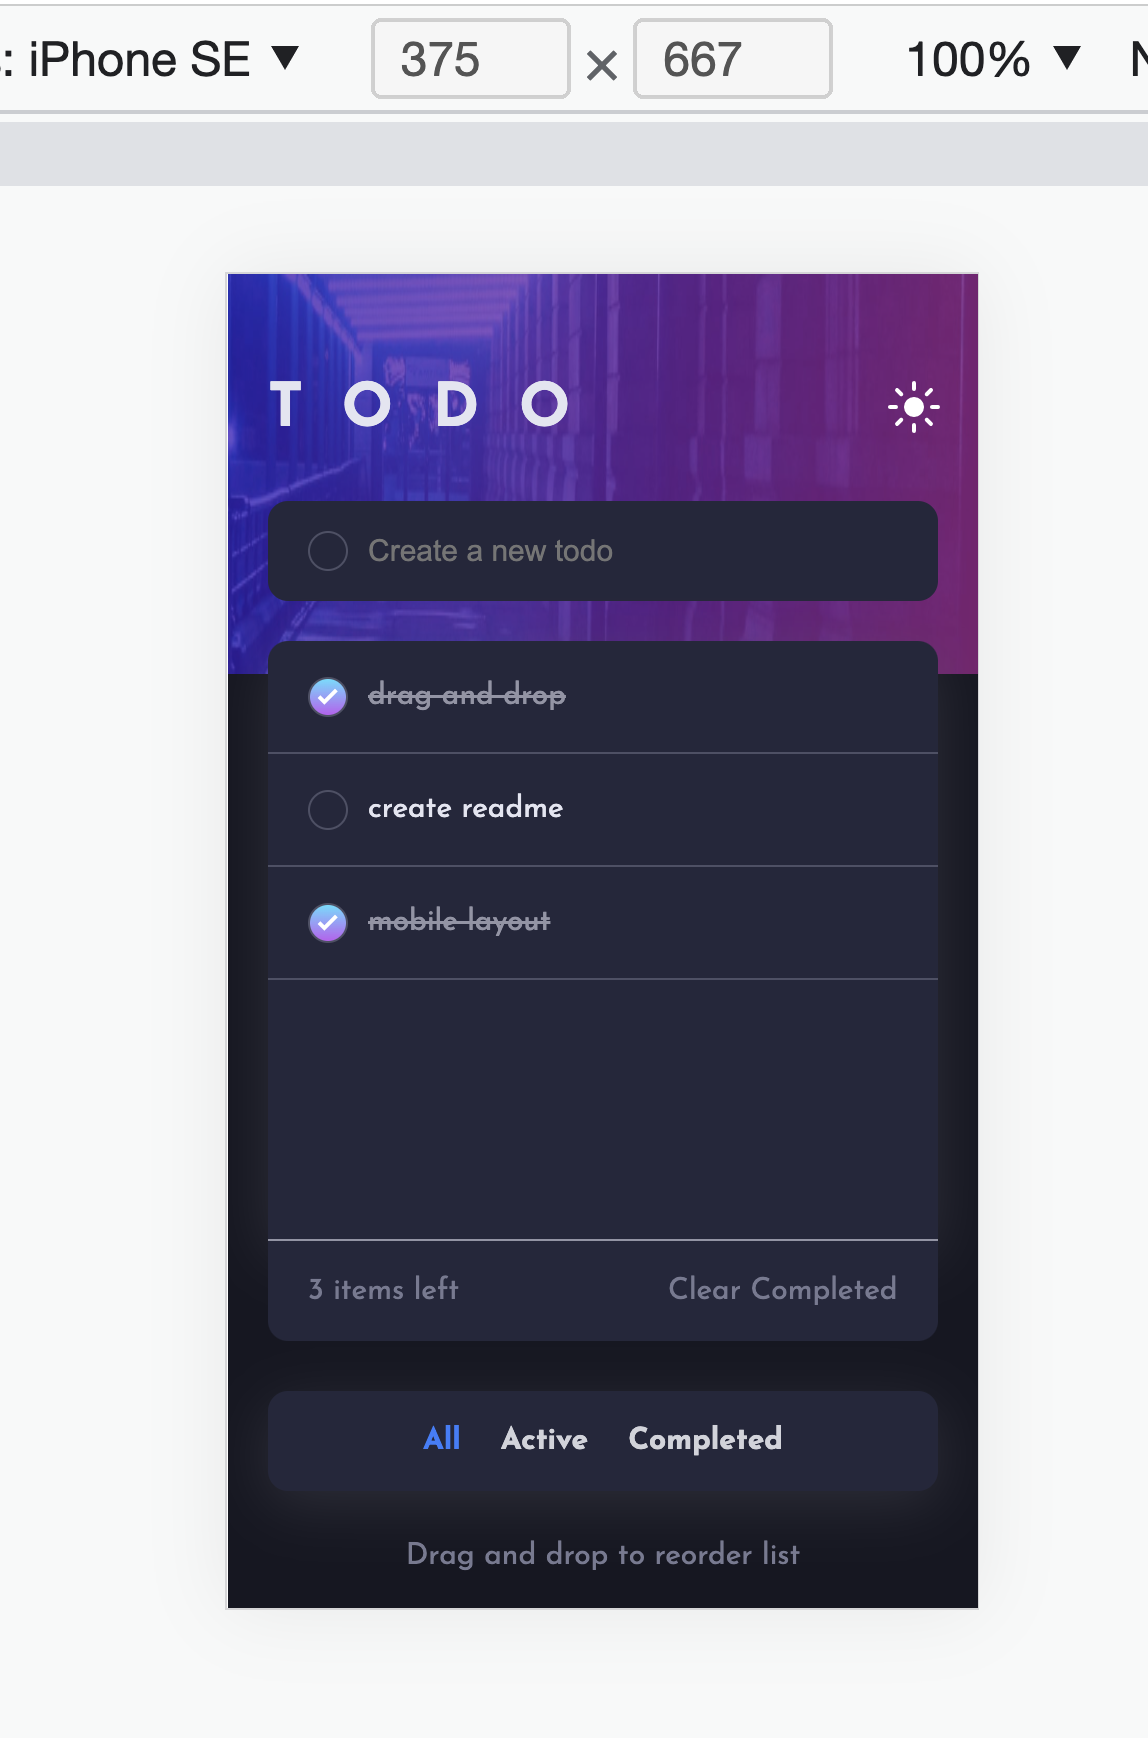 : iPhone SE ▼ 375 × 667 100% ▼
T O D O
Create a new todo
drag and drop
create readme
mobile layout
3 items left Clear Completed
All Active Completed
Drag and drop to reorder list